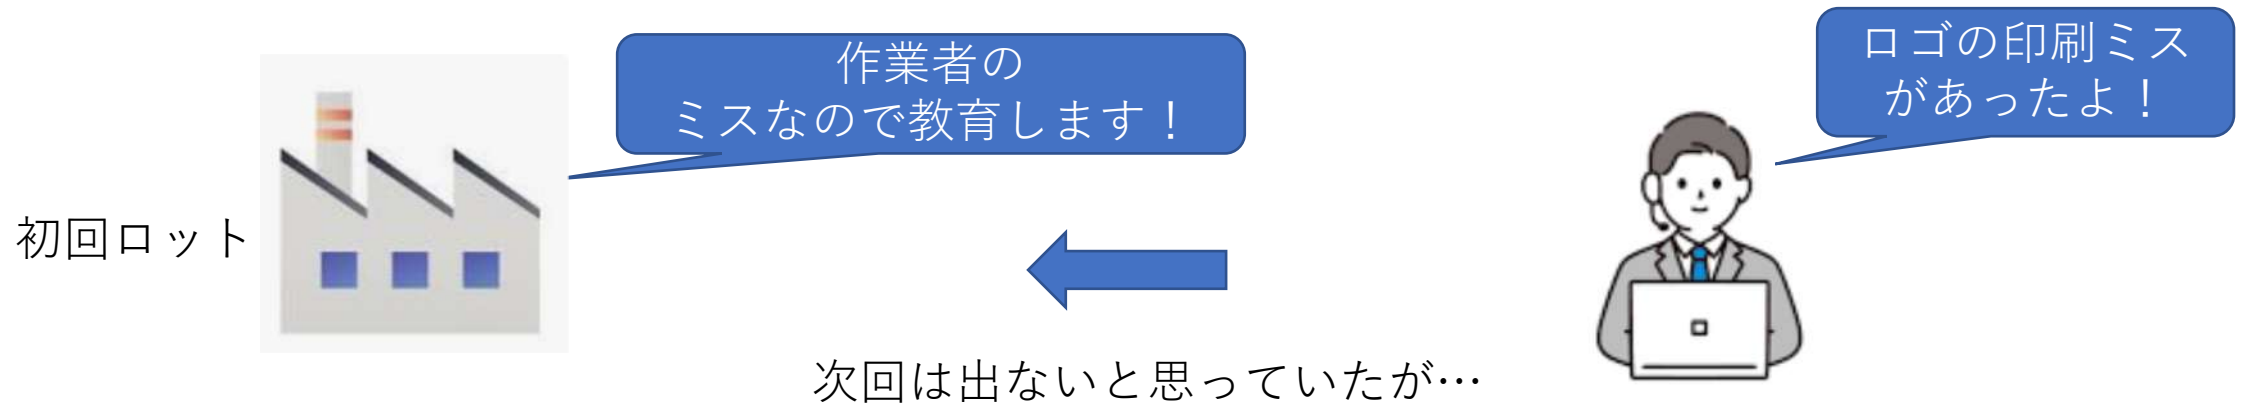 ロゴの印刷ミス
があったよ！
作業者の
ミスなので教育します！
初回ロット
次回は出ないと思っていたが…